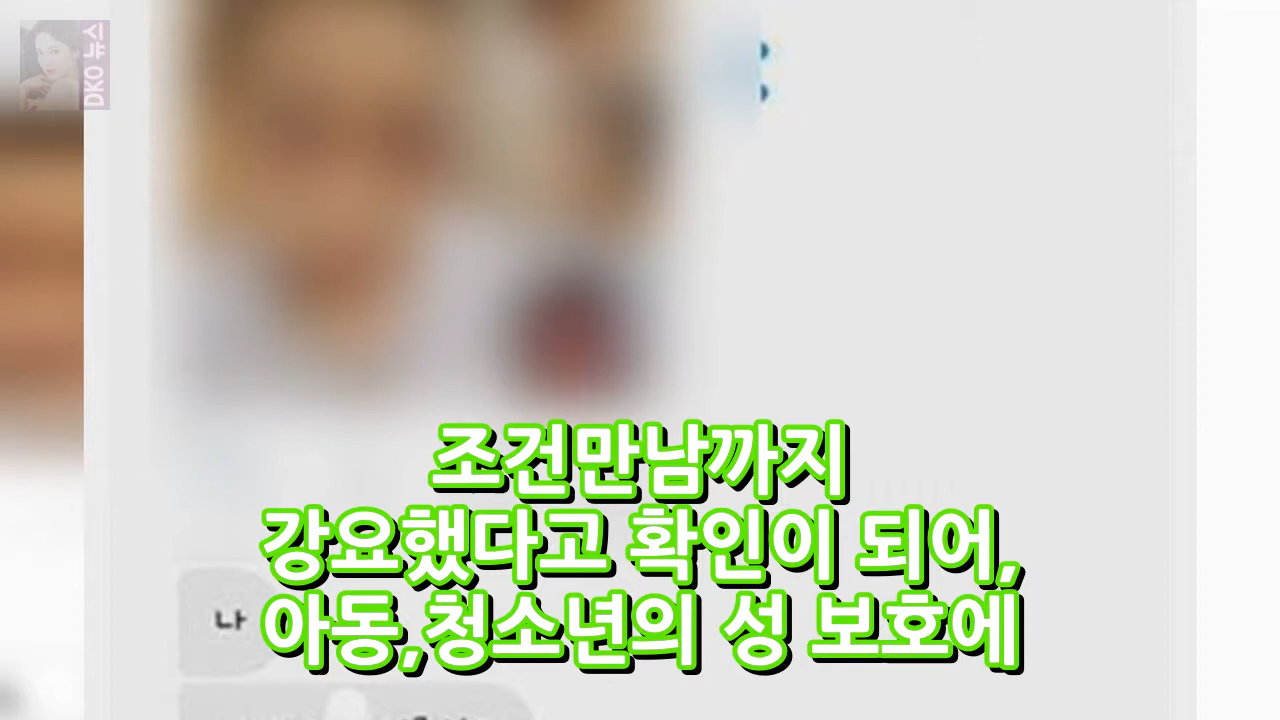 DKO 뉴스
조건만남까지
강요했다고 확인이 되어,
나
아동,청소년의 성 보호에